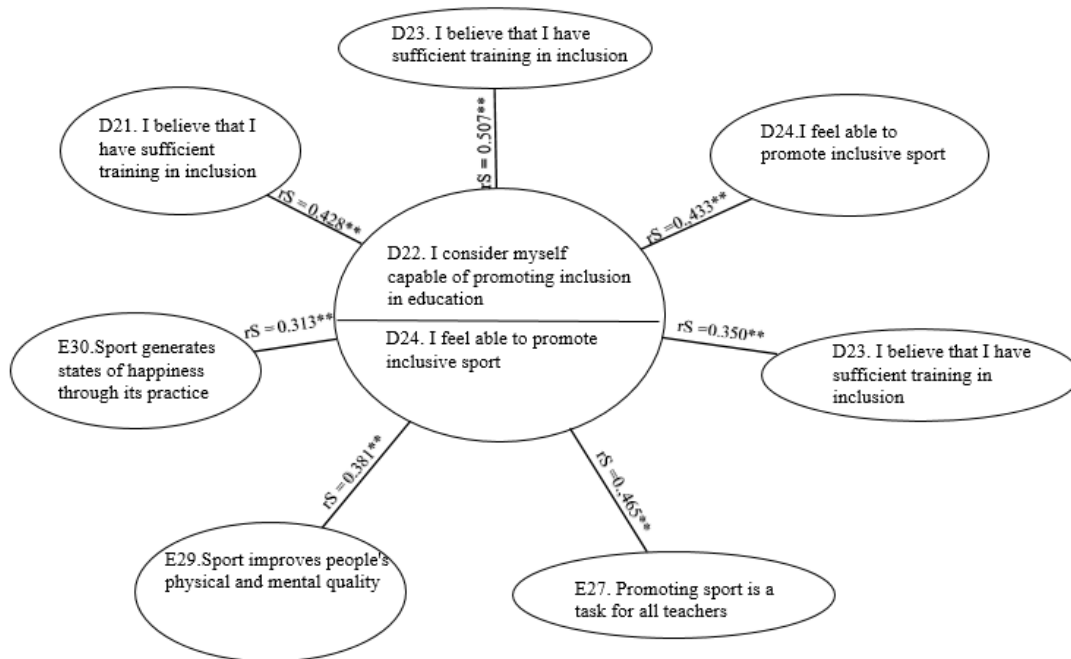 D23. I believe that I have
sufficient training in inclusion
rS = 0.507**
D21. I believe that I
have sufficient
training in inclusion
rS = 0.428**
D24.I feel able to
promote inclusive sport
rS =0,.433**
D22. I consider myself
capable of promoting inclusion
in education
D24. I feel able to promote
inclusive sport
rS = 0.313**
E30.Sport generates
states of happiness
through its practice
rS =0.350**
D23. I believe that I have
sufficient training in
inclusion
rS = 0.381**
E29.Sport improves people's
physical and mental quality
rS =0.,465**
E27. Promoting sport is a
task for all teachers